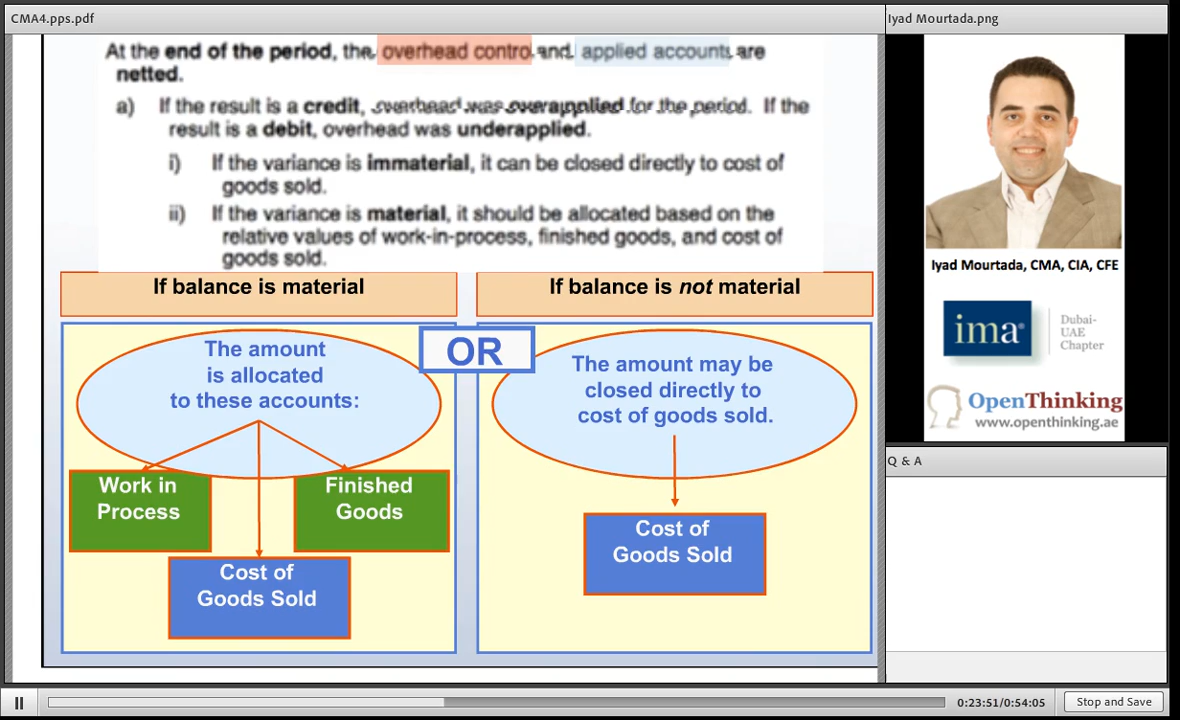 CMA4.pps.pdf
At the end of the period, the overhead control and applied accounts are
netted.
a) If the result is a credit, overhead was overapplied for the period. If the
result is a debit, overhead was underapplied.
i) If the variance is immaterial, it can be closed directly to cost of
goods sold.
ii) If the variance is material, it should be allocated based on the
relative values of work-in-process, finished goods, and cost of
goods sold.
If balance is material
If balance is not material
OR
The amount
is allocated
to these accounts:
The amount may be
closed directly to
cost of goods sold.
Work in
Process
Finished
Goods
Cost of
Goods Sold
Cost of
Goods Sold
Iyad Mourtada.png
Iyad Mourtada, CMA, CIA, CFE
ima®
Dubai-
UAE
Chapter
OpenThinking
www.openthinking.ae
Q & A
0:23:51/0:54:05
Stop and Save